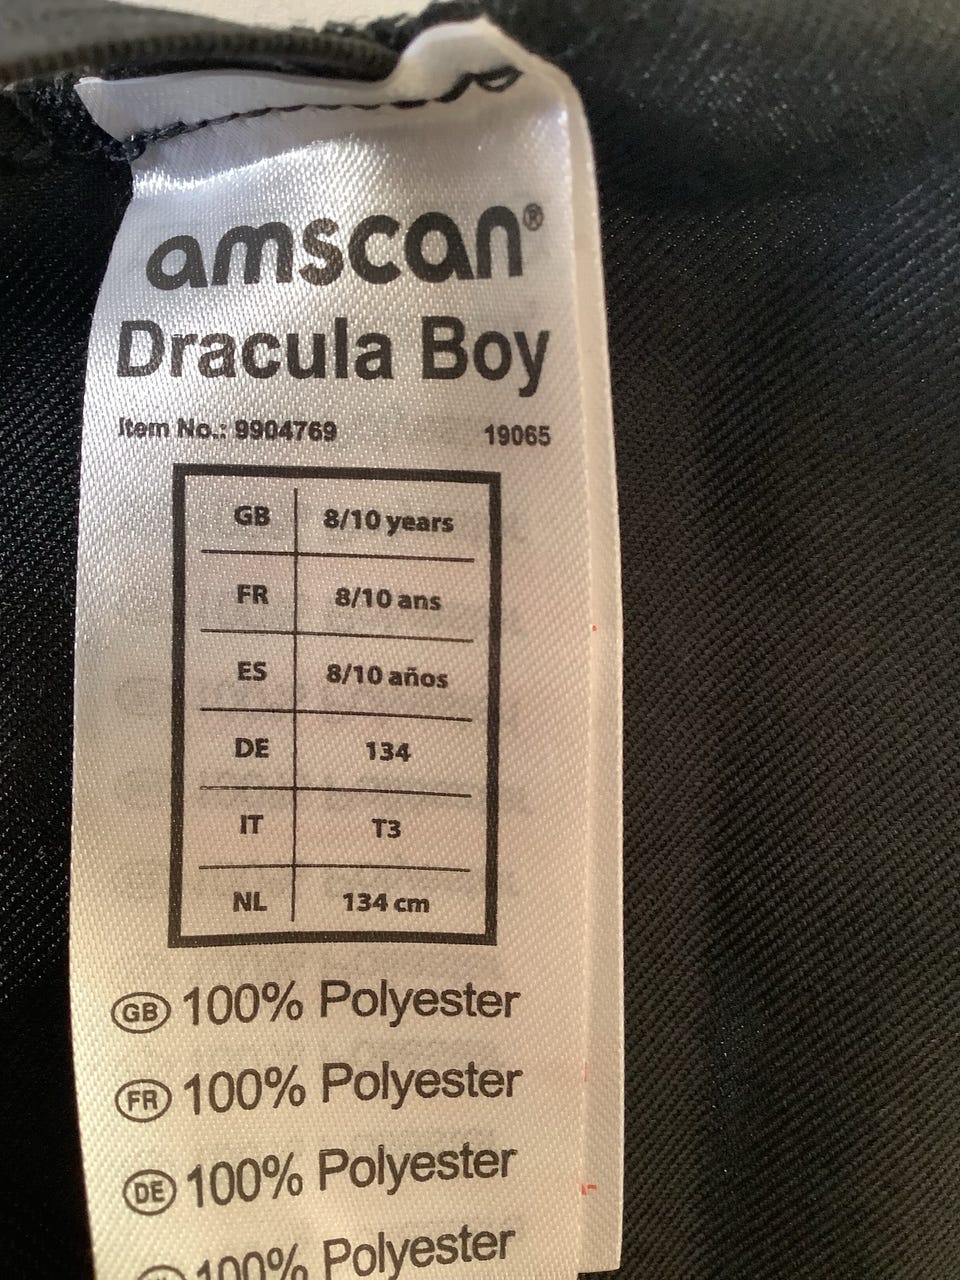 amscan®
Dracula Boy
Item No.: 9904769 19065
GB 8/10 years
FR 8/10 ans
ES 8/10 años
DE 134
IT T3
NL 134 cm
GB 100% Polyester
FR 100% Polyester
DE 100% Polyester
100% Polyester